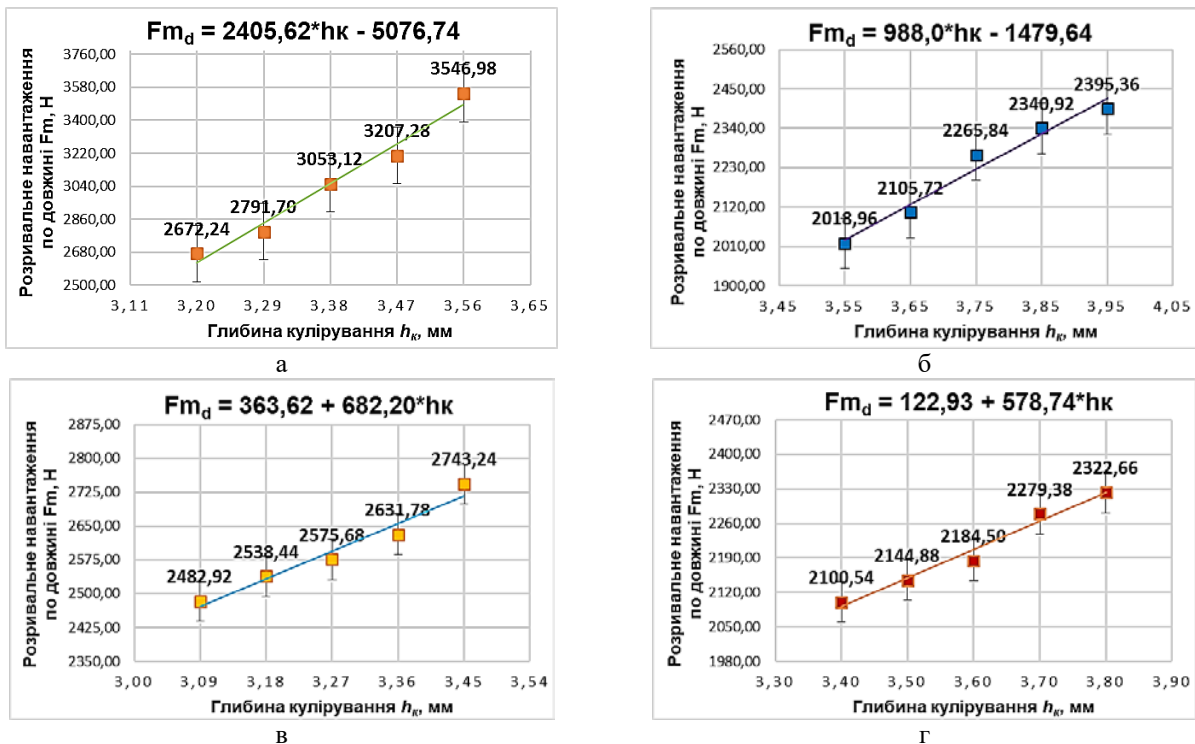 Fm_d = 2405,62*hк - 5076,74
Розривальне навантаження
по довжині Fm, Н
3760,00
3580,00
3400,00
3220,00
3040,00
2860,00
2680,00
2500,00
2672,24
2791,70
3053,12
3207,28
3546,98
3,11 3,20 3,29 3,38 3,47 3,56 3,65
Глибина кулірування hк, мм
а
Fm_d = 988,0*hк - 1479,64
Розривальне навантаження
по довжині Fm, Н
2560,00
2450,00
2340,00
2230,00
2120,00
2010,00
1900,00
2018,96
2105,72
2265,84
2340,92
2395,36
3,45 3,55 3,65 3,75 3,85 3,95 4,05
Глибина кулірування hк, мм
б
Fm_d = 363,62 + 682,20*hк
Розривальне навантаження
по довжині Fm, Н
2875,00
2800,00
2725,00
2650,00
2575,00
2500,00
2425,00
2350,00
2482,92
2538,44
2575,68
2631,78
2743,24
3,00 3,09 3,18 3,27 3,36 3,45 3,54
Глибина кулірування hк, мм
в
Fm_d = 122,93 + 578,74*hк
Розривальне навантаження
по довжині Fm, Н
2470,00
2400,00
2330,00
2260,00
2190,00
2120,00
2050,00
1980,00
2100,54
2144,88
2184,50
2279,38
2322,66
3,30 3,40 3,50 3,60 3,70 3,80 3,90
Глибина кулірування hк, мм
г